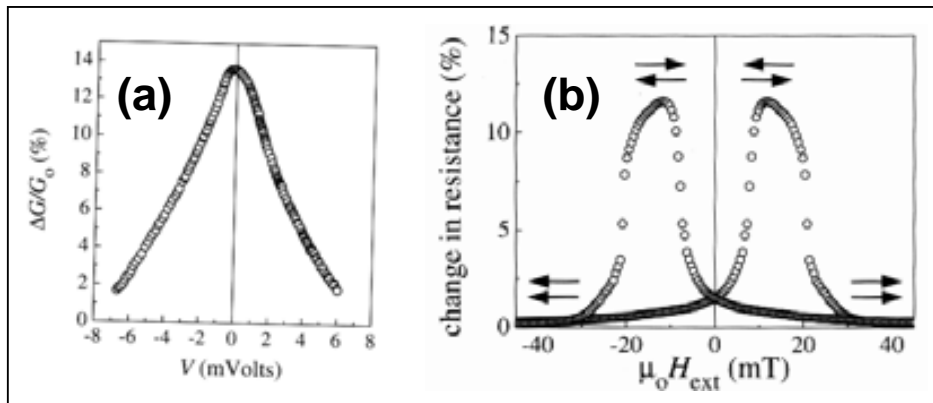 (a)
ΔG/G₀ (%)
14
12
10
8
6
4
2
0
-8 -6 -4 -2 0 2 4 6 8
V (mVolts)
(b)
change in resistance (%)
15
10
5
0
-40 -20 0 20 40
μ₀Hext (mT)